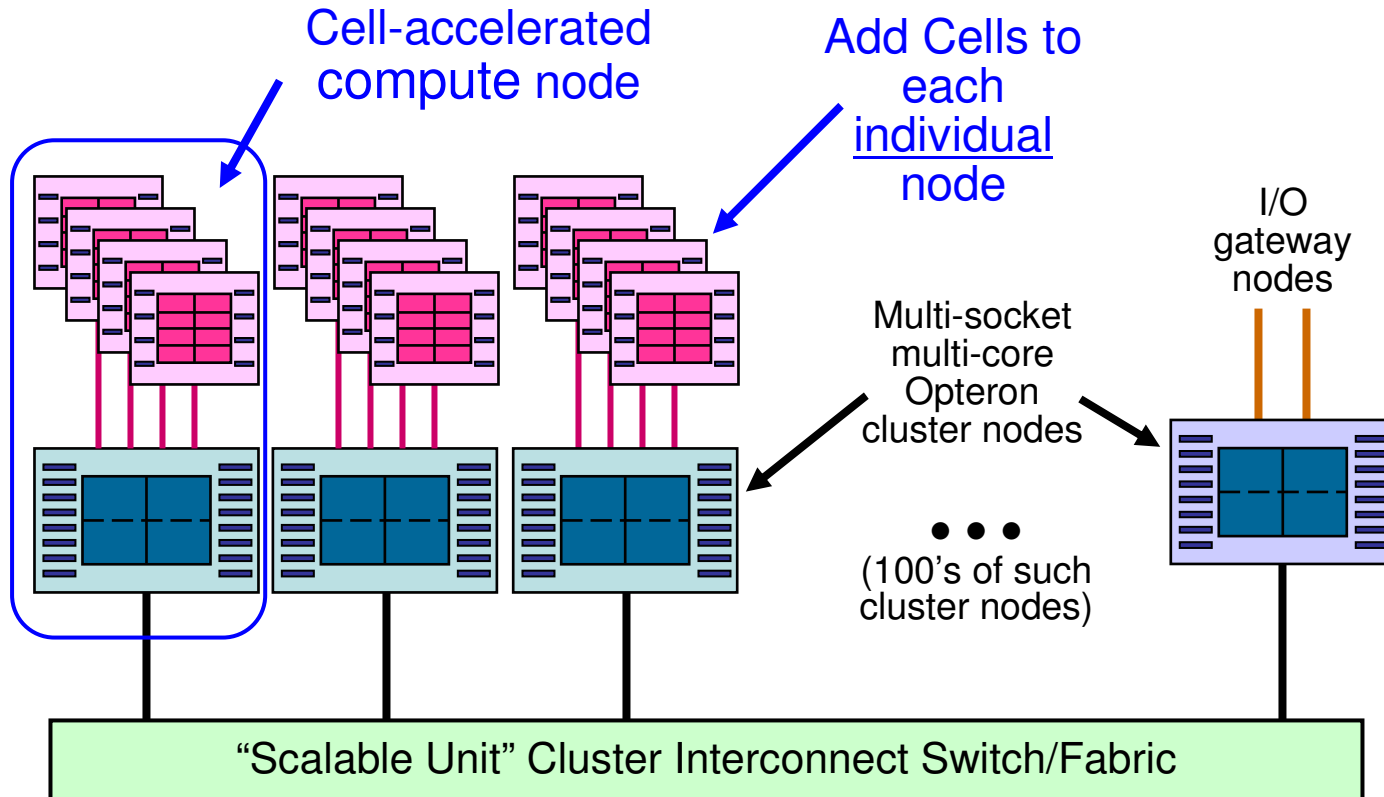 Cell-accelerated
compute node
Add Cells to
each
individual
node
I/O
gateway
nodes
Multi-socket
multi-core
Opteron
cluster nodes
(100’s of such
cluster nodes)
“Scalable Unit” Cluster Interconnect Switch/Fabric